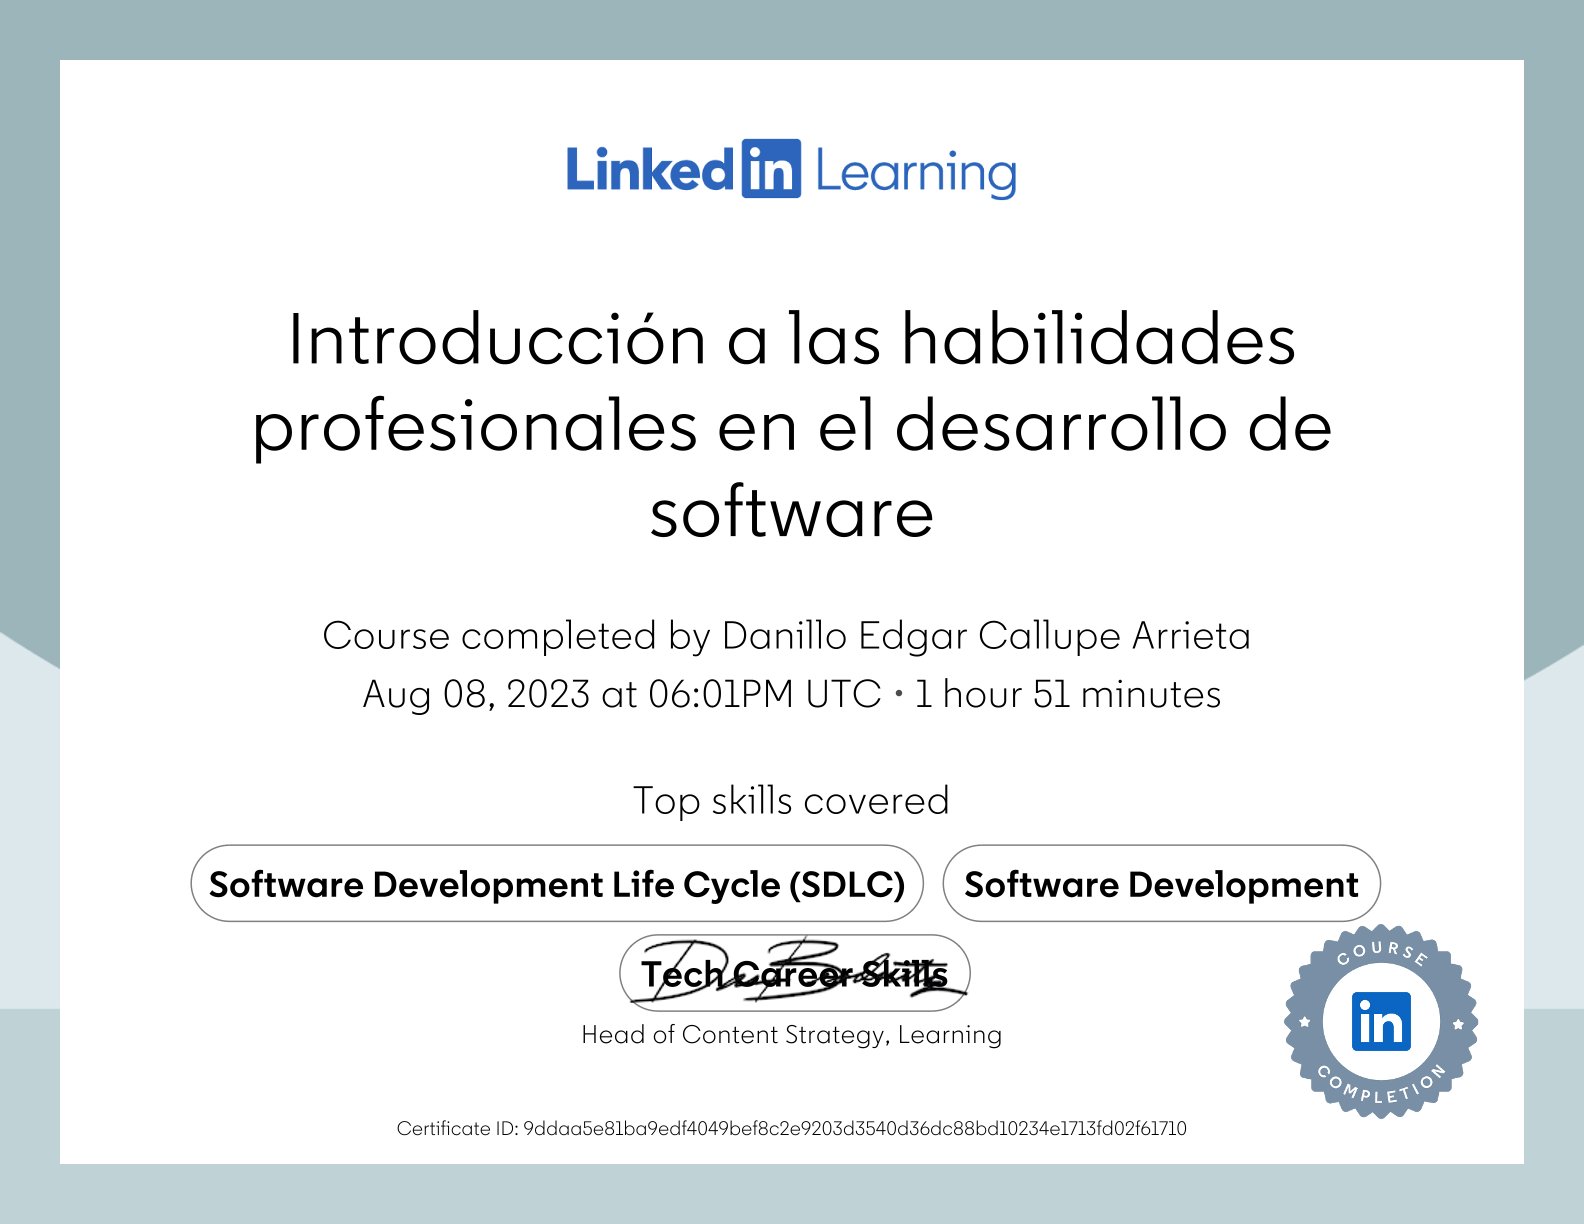 LinkedIn Learning
Introducción a las habilidades
profesionales en el desarrollo de
software
Course completed by Danillo Edgar Callupe Arrieta
Aug 08, 2023 at 06:01PM UTC • 1 hour 51 minutes
Top skills covered
Software Development Life Cycle (SDLC) Software Development
Tech Career Skills
Head of Content Strategy, Learning
COURSE
in
COMPLETION
Certificate ID: 9ddaa5e81ba9edf4049bef8c2e9203d3540d36dc88bd10234e1713fd02f61710